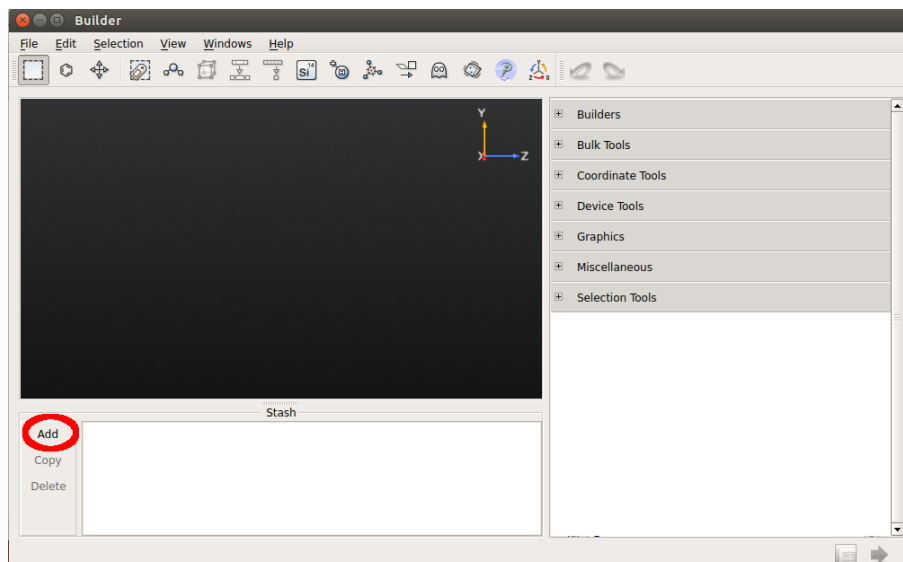 Builder
File Edit Selection View Windows Help
14
Si
?
z x
Y
X Z
Builders
Bulk Tools
Coordinate Tools
Device Tools
Graphics
Miscellaneous
Selection Tools
Stash
Add
Copy
Delete